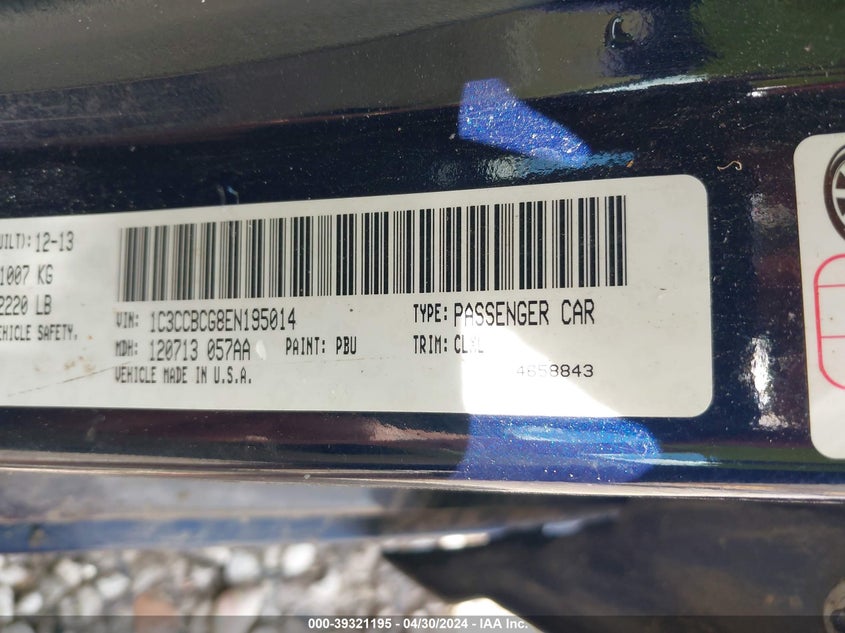 UILT): 12-13
1007 KG
2220 LB
EHICLE SAFETY.
VIN: 1C3CCBCG8EN195014
TYPE: PASSENGER CAR
MDH: 120713 057AA
PAINT: PBU
TRIM:
VEHICLE MADE IN U.S.A.
4658843
000-39321195 - 04/30/2024 - IAA Inc.